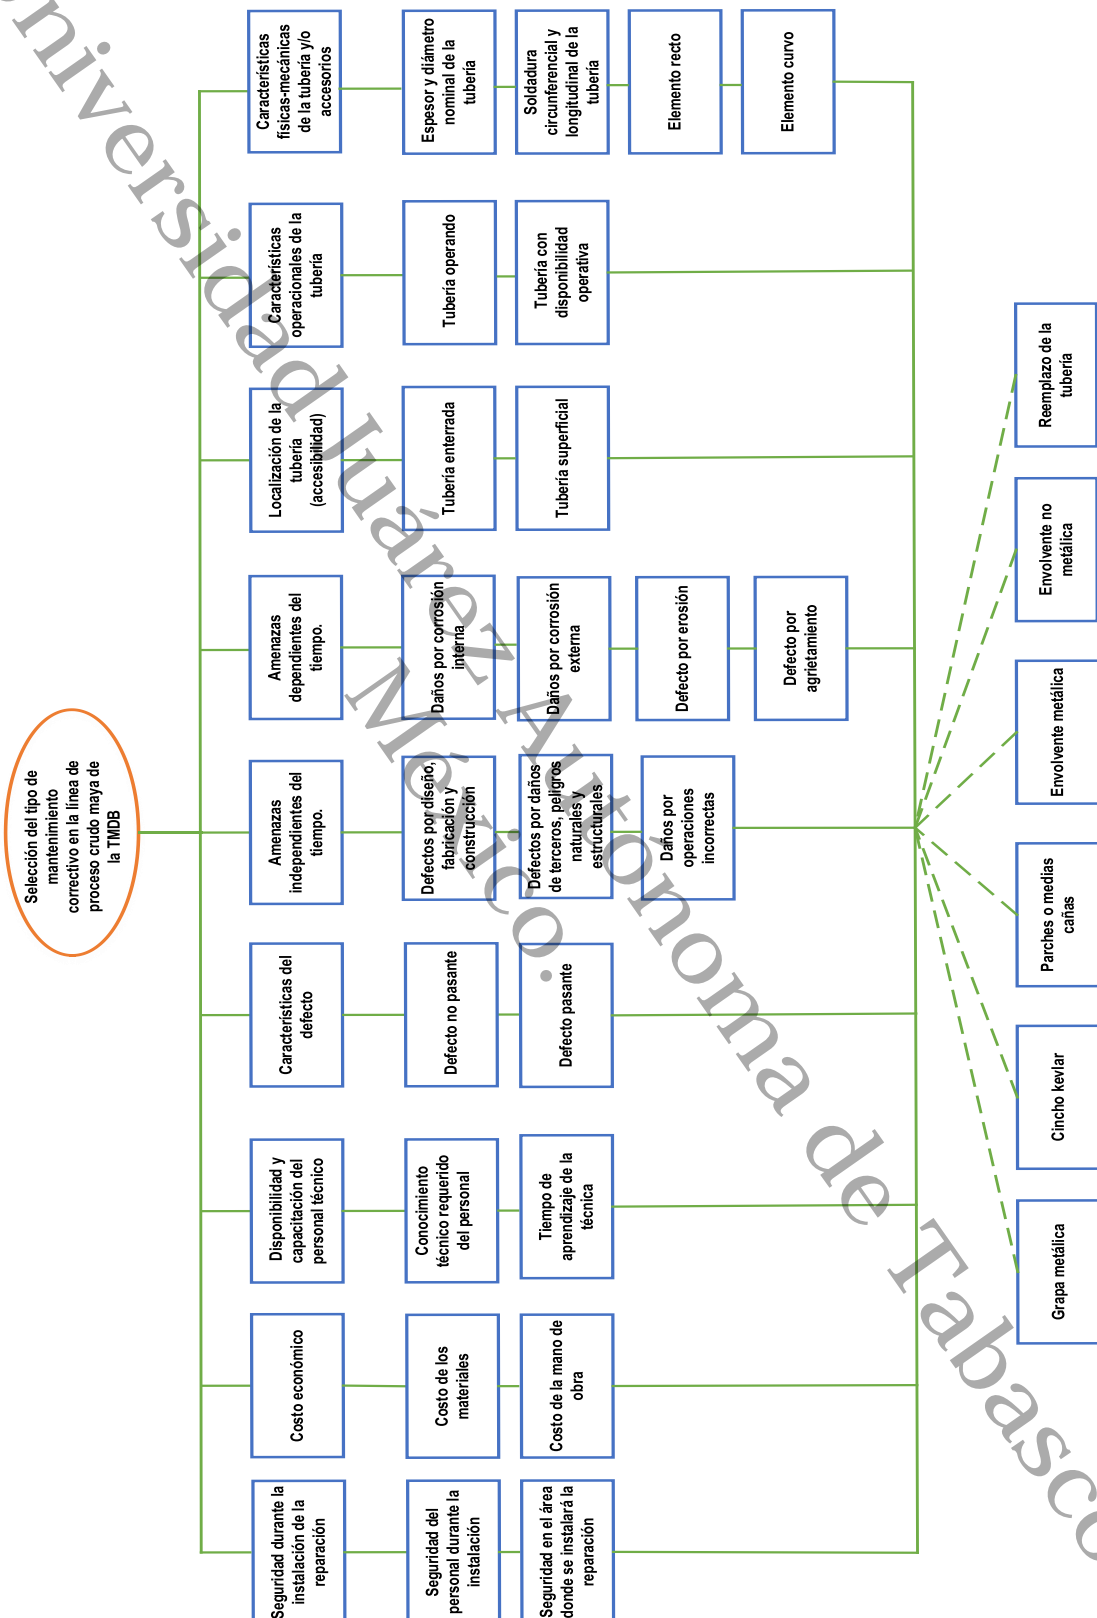 Selección del tipo de
mantenimiento
correctivo en la línea de
proceso crudo maya de
la TMDB
Seguridad durante la
instalación de la
reparación
Costo económico
Disponibilidad y
capacitación del
personal técnico
Características del
defecto
Amenazas
independientes del
tiempo.
Amenazas
dependientes del
tiempo.
Localización de la
tubería
(accesibilidad)
Características
operacionales de la
tubería
Características
físicas-mecánicas
de la tubería y/o
accesorios
Seguridad del
personal durante la
instalación
Costo de los
materiales
Conocimiento
técnico requerido
del personal
Defecto no pasante
Defectos por diseño,
fabricación y
construcción
Daños por corrosión
interna
Tubería enterrada
Tubería operando
Espesor y diámetro
nominal de la
tubería
Seguridad en el área
donde se instalará la
reparación
Costo de la mano de
obra
Tiempo de
aprendizaje de la
técnica
Defecto pasante
Defectos por daños
de terceros, peligros
naturales y
estructurales
Daños por corrosión
externa
Tubería superficial
Tubería con
disponibilidad
operativa
Soldadura
circunferencial y
longitudinal de la
tubería
Daños por
operaciones
incorrectas
Defecto por erosión
Elemento recto
Defecto por
agrietamiento
Elemento curvo
Grapa metálica
Cincho kevlar
Parches o medias
cañas
Envolvente metálica
Envolvente no
metálica
Reemplazo de la
tubería
Universidad Juárez Autónoma de Tabasco
México.